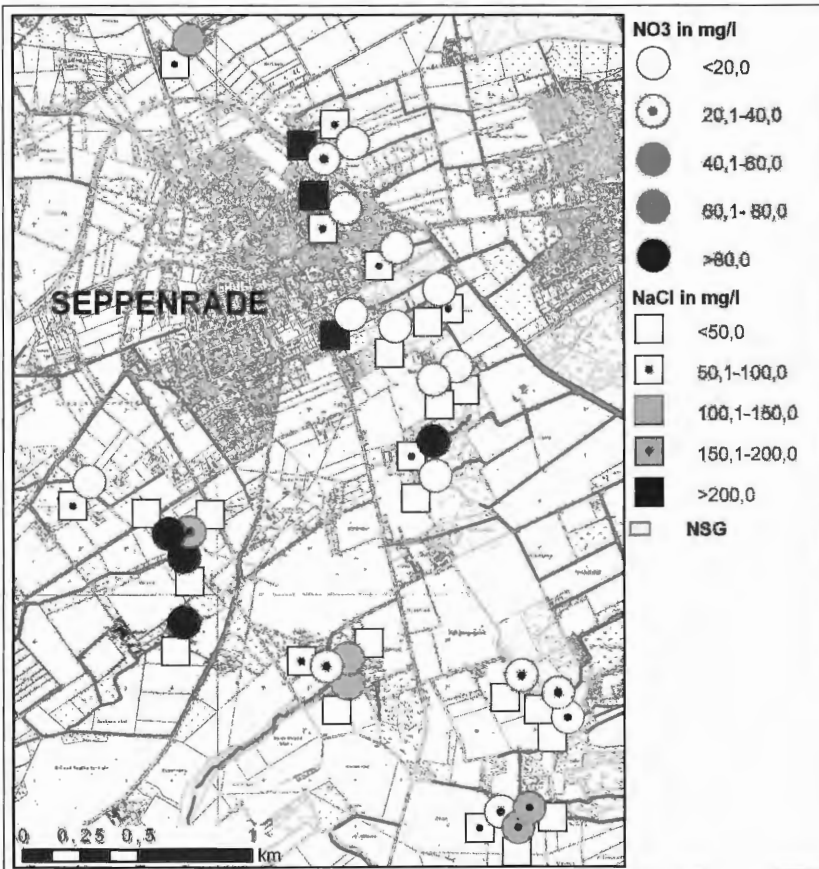 SEPPENRADE
0 0,25 0,5 1
km
NO3 in mg/l
<20,0
20,1-40,0
40,1-60,0
60,1-80,0
>80,0
NaCl in mg/l
<50,0
50,1-100,0
100,1-150,0
150,1-200,0
>200,0
NSG